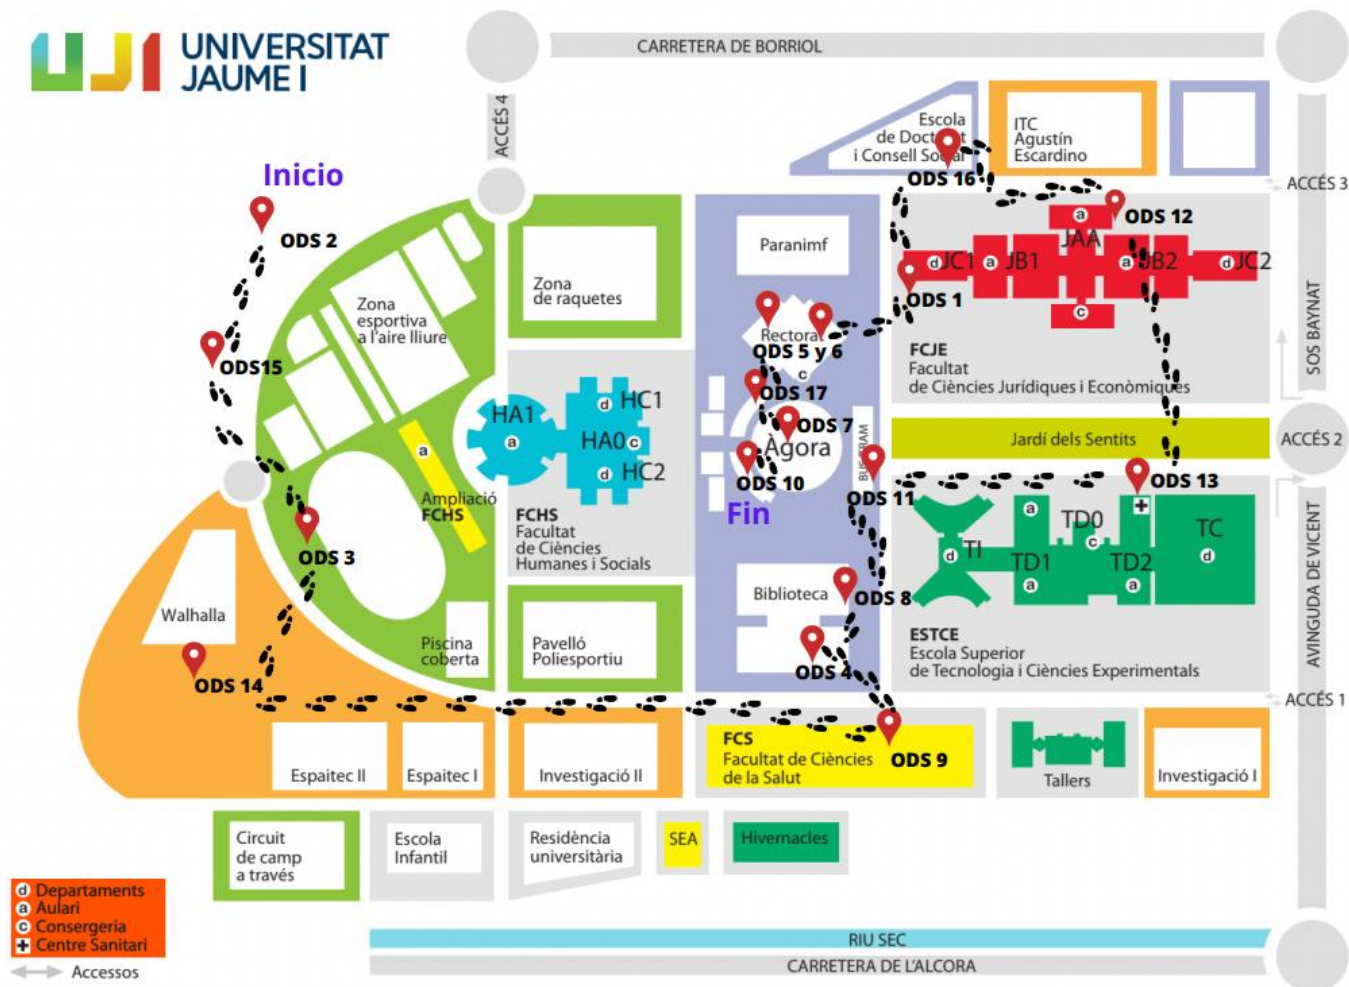 UNIVERSITAT
JAUME I
CARRETERA DE BORRIOL
ACCÉS 4
Escola
de Doctorat
i Consell Social
ITC
Agustín
Escardino
ACCÉS 3
Inicio
ODS 2
ODS 16
ODS 12
Paranimf
JAA
JC1
JB1
JB2
JC2
a
d
a
a
d
c
Zona
de raquetes
Zona
esportiva
a l'aire lliure
ODS 1
SOS BAYNAT
Rectorat
ODS 5 y 6
c
FCJE
Facultat
de Ciències Jurídiques i Econòmiques
ODS15
ODS 17
HA1
HC1
HA0
HC2
a
d
c
d
a
ODS 7
Àgora
BUS TRAM
Jardí dels Sentits
ACCÉS 2
ODS 10
ODS 11
ODS 13
Fin
Ampliació
FCHS
FCHS
Facultat
de Ciències
Humanes i Socials
ODS 3
TI
TD0
TD1
TD2
TC
d
a
c
a
a
d
AVINGUDA DE VICENT
Biblioteca
ODS 8
Walhalla
Piscina
coberta
Pavelló
Poliesportiu
ODS 4
ESTCE
Escola Superior
de Tecnologia i Ciències Experimentals
ODS 14
ACCÉS 1
FCS
Facultat de Ciències
de la Salut
ODS 9
Espaitec II
Espaitec I
Investigació II
Tallers
Investigació I
Circuit
de camp
a través
Escola
Infantil
Residència
universitària
SEA
Hivernacles
d Departaments
a Aulari
c Consergeria
Centre Sanitari
Accessos
RIU SEC
CARRETERA DE L'ALCORA